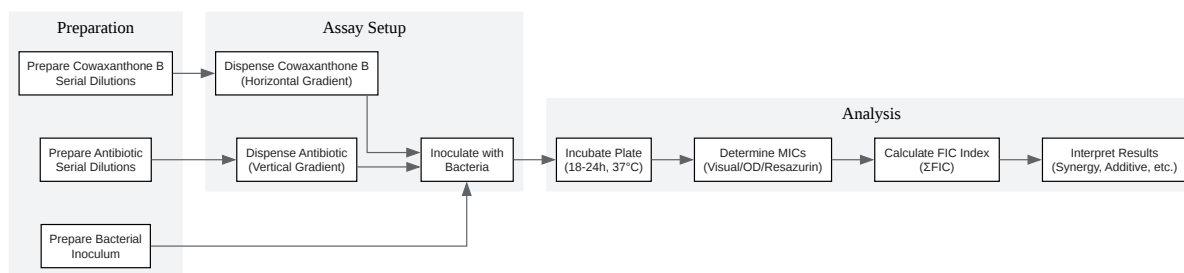 Preparation
Prepare Cowaxanthone B
Serial Dilutions
Prepare Antibiotic
Serial Dilutions
Prepare Bacterial
Inoculum
Assay Setup
Dispense Cowaxanthone B
(Horizontal Gradient)
Dispense Antibiotic
(Vertical Gradient)
Inoculate with
Bacteria
Analysis
Incubate Plate
(18-24h, 37°C)
Determine MICs
(Visual/OD/Resazurin)
Calculate FIC Index
(ΣFIC)
Interpret Results
(Synergy, Additive, etc.)